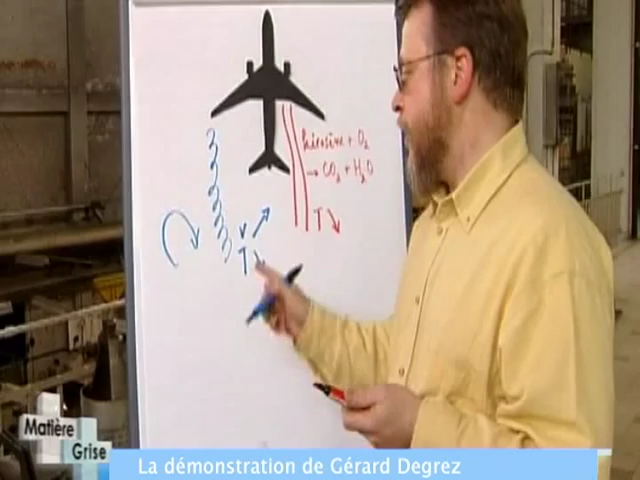 kérosène + O₂
→ CO₂ + H₂O
T ↘
V ↗
T ↘
Matière
Grise
La démonstration de Gérard Degrez